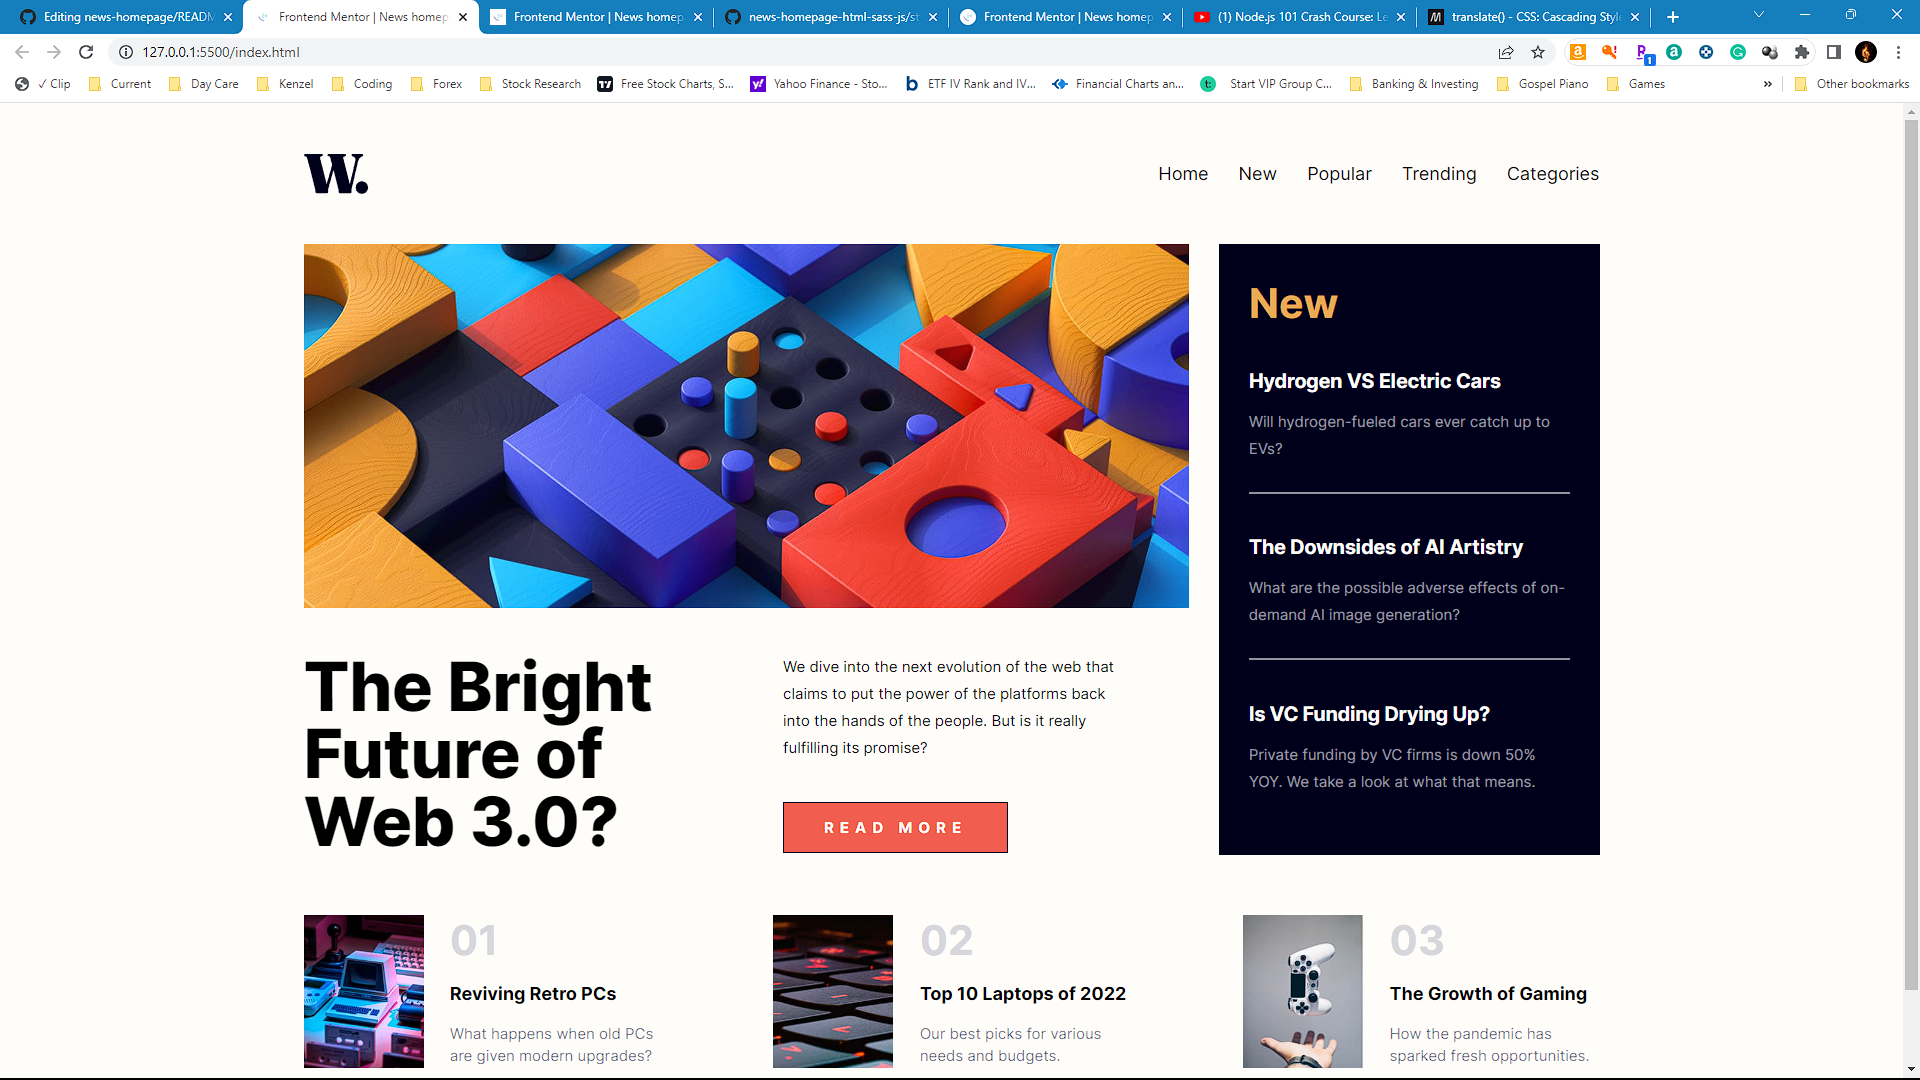 Editing news-homepage/READM
Frontend Mentor | News homep
Frontend Mentor | News homep
news-homepage-html-sass-js/st
Frontend Mentor | News homep
(1) Node.js 101 Crash Course: Le
translate() - CSS: Cascading Style
127.0.0.1:5500/index.html
1
✓ Clip
Current
Day Care
Kenzel
Coding
Forex
Stock Research
Free Stock Charts, S...
Yahoo Finance - Sto...
ETF IV Rank and IV...
Financial Charts an...
Start VIP Group C...
Banking & Investing
Gospel Piano
Games
»
Other bookmarks
W.
Home
New
Popular
Trending
Categories
New
Hydrogen VS Electric Cars
Will hydrogen-fueled cars ever catch up to
EVs?
The Downsides of AI Artistry
What are the possible adverse effects of on-
demand AI image generation?
Is VC Funding Drying Up?
Private funding by VC firms is down 50%
YOY. We take a look at what that means.
The Bright
Future of
Web 3.0?
We dive into the next evolution of the web that
claims to put the power of the platforms back
into the hands of the people. But is it really
fulfilling its promise?
READ MORE
01
Reviving Retro PCs
What happens when old PCs
are given modern upgrades?
02
Top 10 Laptops of 2022
Our best picks for various
needs and budgets.
03
The Growth of Gaming
How the pandemic has
sparked fresh opportunities.